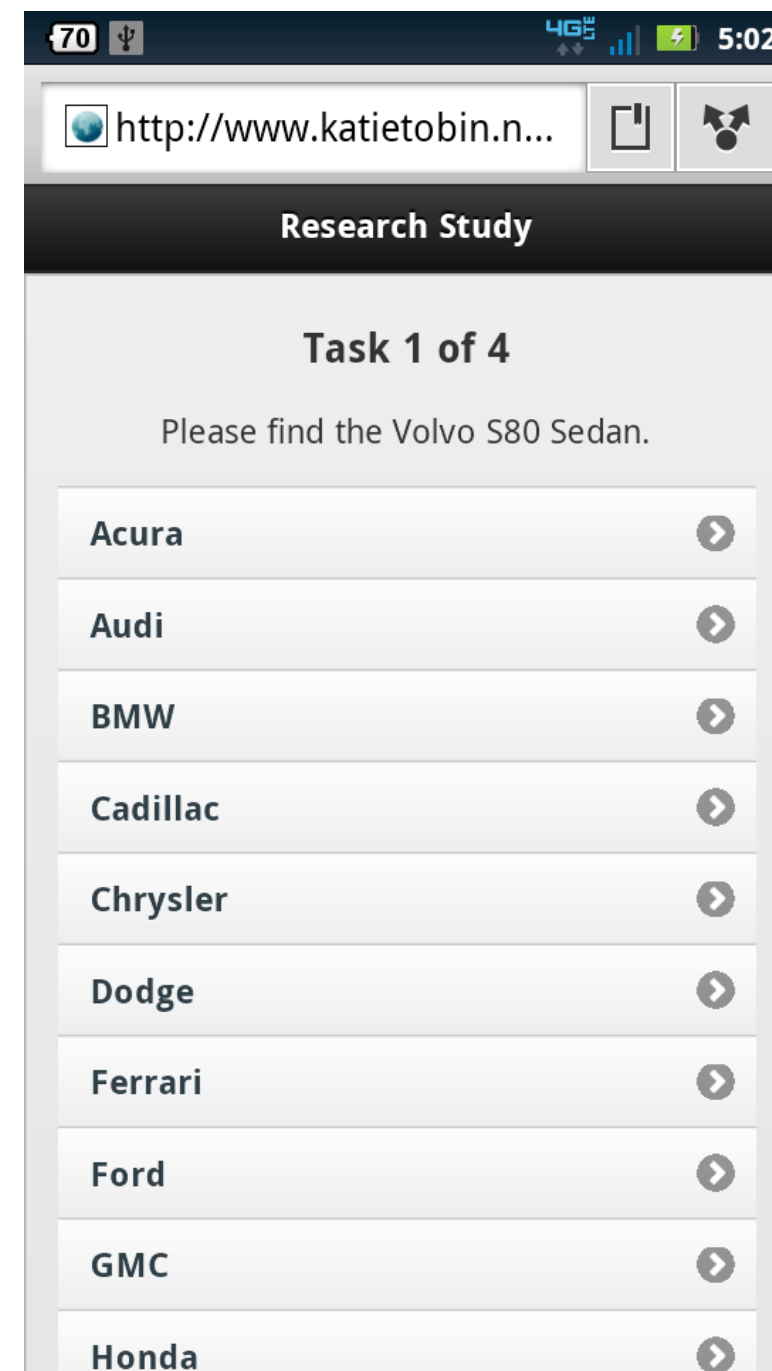 70 4G LTE 5:02
http://www.katietobin.n...
Research Study
Task 1 of 4
Please find the Volvo S80 Sedan.
Acura
Audi
BMW
Cadillac
Chrysler
Dodge
Ferrari
Ford
GMC
Honda